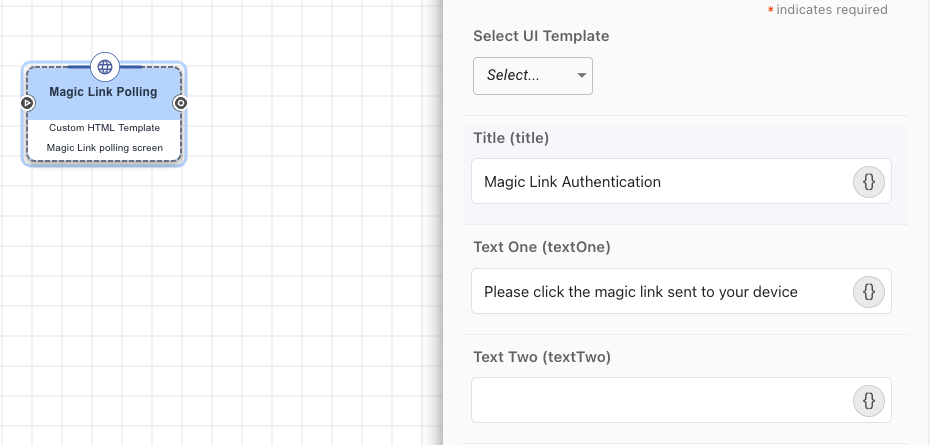 * indicates required
Select UI Template
Select...
Magic Link Polling
Custom HTML Template
Magic Link polling screen
Title (title)
Magic Link Authentication
{}
Text One (textOne)
Please click the magic link sent to your device
{}
Text Two (textTwo)
{}